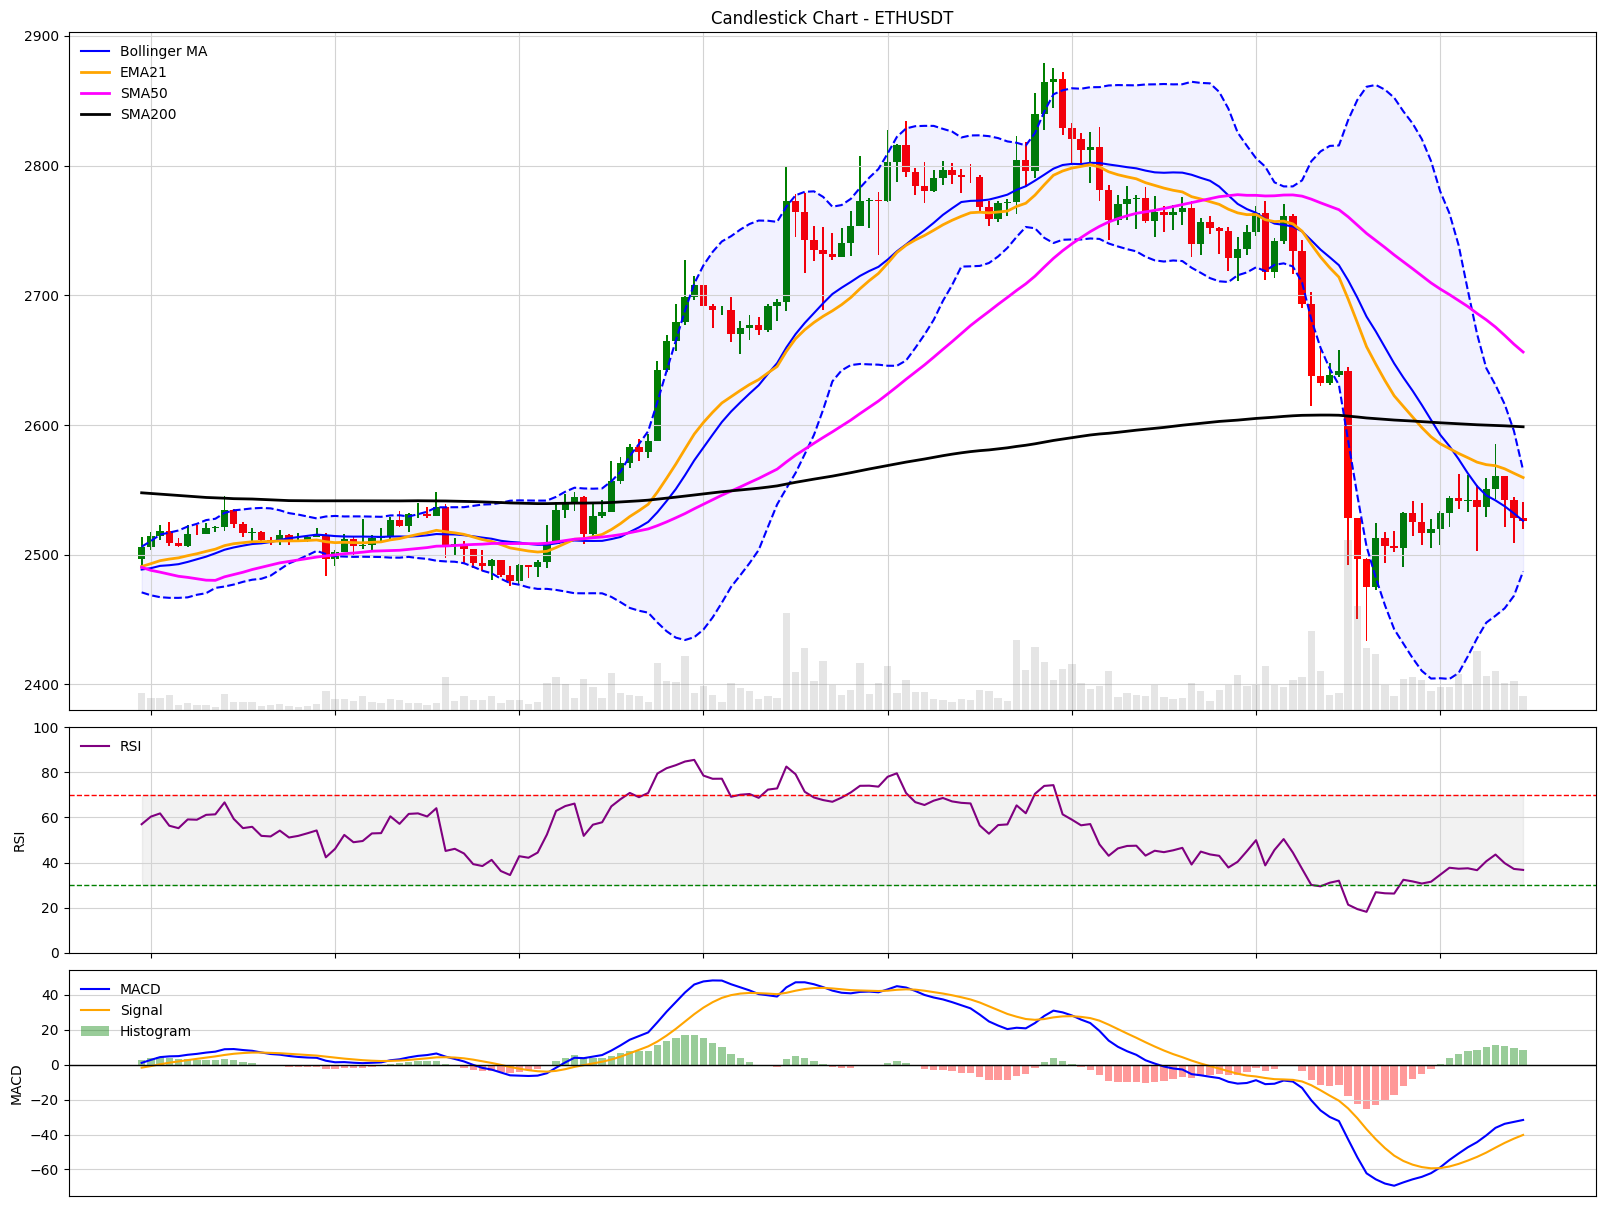 Candlestick Chart - ETHUSDT
2900
2800
2700
2600
2500
2400
Bollinger MA
EMA21
SMA50
SMA200
100
80
60
40
20
0
RSI
RSI
40
20
0
−20
−40
−60
MACD
MACD
Signal
Histogram